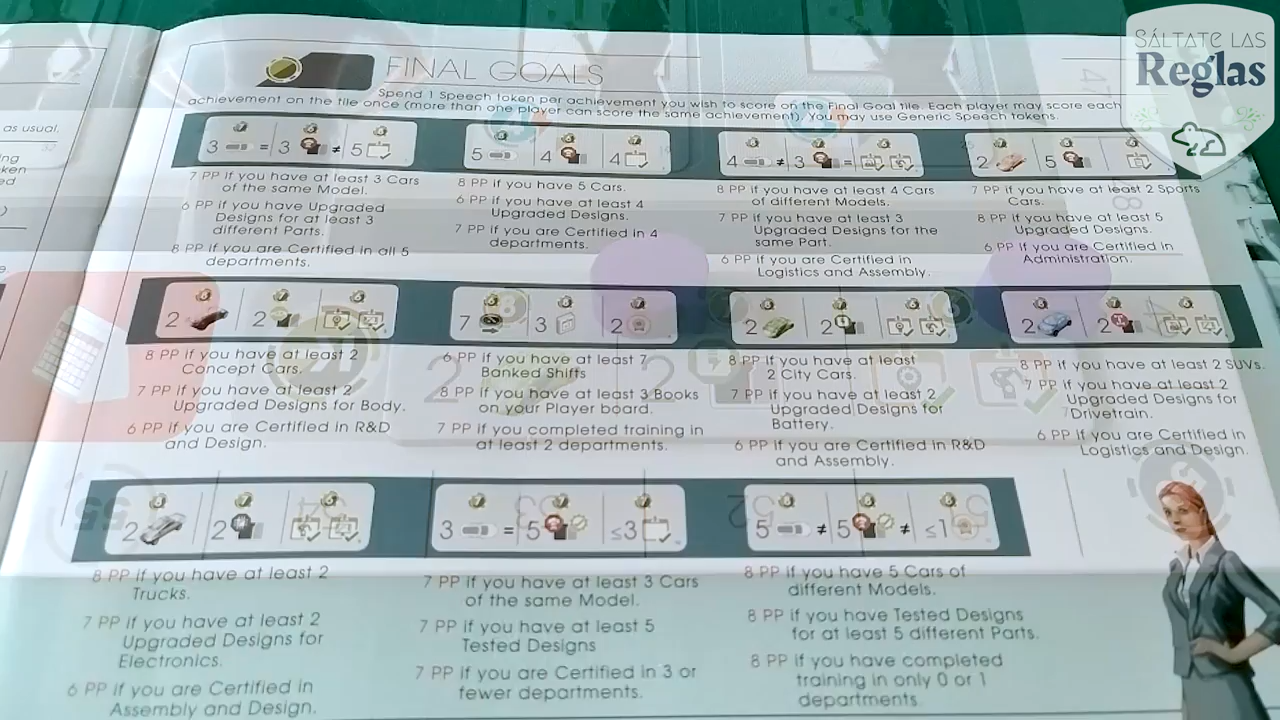 SÁLTATE LAS
Reglas
as usual,
FINAL GOALS
Spend 1 Speech token per achievement you wish to score on the Final Goal tile. Each player may score each
achievement on the tile once (more than one player can score the same achievement). You may use Generic Speech tokens.
3 = 3 ≠ 5
7 PP if you have at least 3 Cars
of the same Model.
6 PP if you have Upgraded
Designs for at least 3
different Parts.
8 PP if you are Certified in all 5
departments.
5 4 4
8 PP if you have 5 Cars.
6 PP if you have at least 4
Upgraded Designs.
7 PP if you are Certified in 4
departments.
4 ≠ 3 =
8 PP if you have at least 4 Cars
of different Models.
7 PP if you have at least 3
Upgraded Designs for the
same Part.
6 PP if you are Certified in
Logistics and Assembly.
2 5
7 PP if you have at least 2 Sports
Cars.
8 PP if you have at least 5
Upgraded Designs.
6 PP if you are Certified in
Administration.
2 2
8 PP if you have at least 2
Concept Cars.
7 PP if you have at least 2
Upgraded Designs for Body.
6 PP if you are Certified in R&D
and Design.
7 3 2
6 PP if you have at least 7
Banked Shifts
8 PP if you have at least 3 Books
on your Player board.
7 PP if you completed training in
at least 2 departments.
2 2
8 PP if you have at least
2 City Cars.
7 PP if you have at least 2
Upgraded Designs for
Battery.
6 PP if you are Certified in R&D
and Assembly.
2 2
8 PP if you have at least 2 SUVs.
7 PP if you have at least 2
Upgraded Designs for
Drivetrain.
6 PP if you are Certified in
Logistics and Design.
2 2
8 PP if you have at least 2
Trucks.
7 PP if you have at least 2
Upgraded Designs for
Electronics.
6 PP if you are Certified in
Assembly and Design.
3 = 5 ≤3
7 PP if you have at least 3 Cars
of the same Model.
7 PP if you have at least 5
Tested Designs
7 PP if you are Certified in 3 or
fewer departments.
5 ≠ 5 ≠ ≤1
8 PP if you have 5 Cars of
different Models.
8 PP if you have Tested Designs
for at least 5 different Parts.
8 PP if you have completed
training in only 0 or 1
departments.